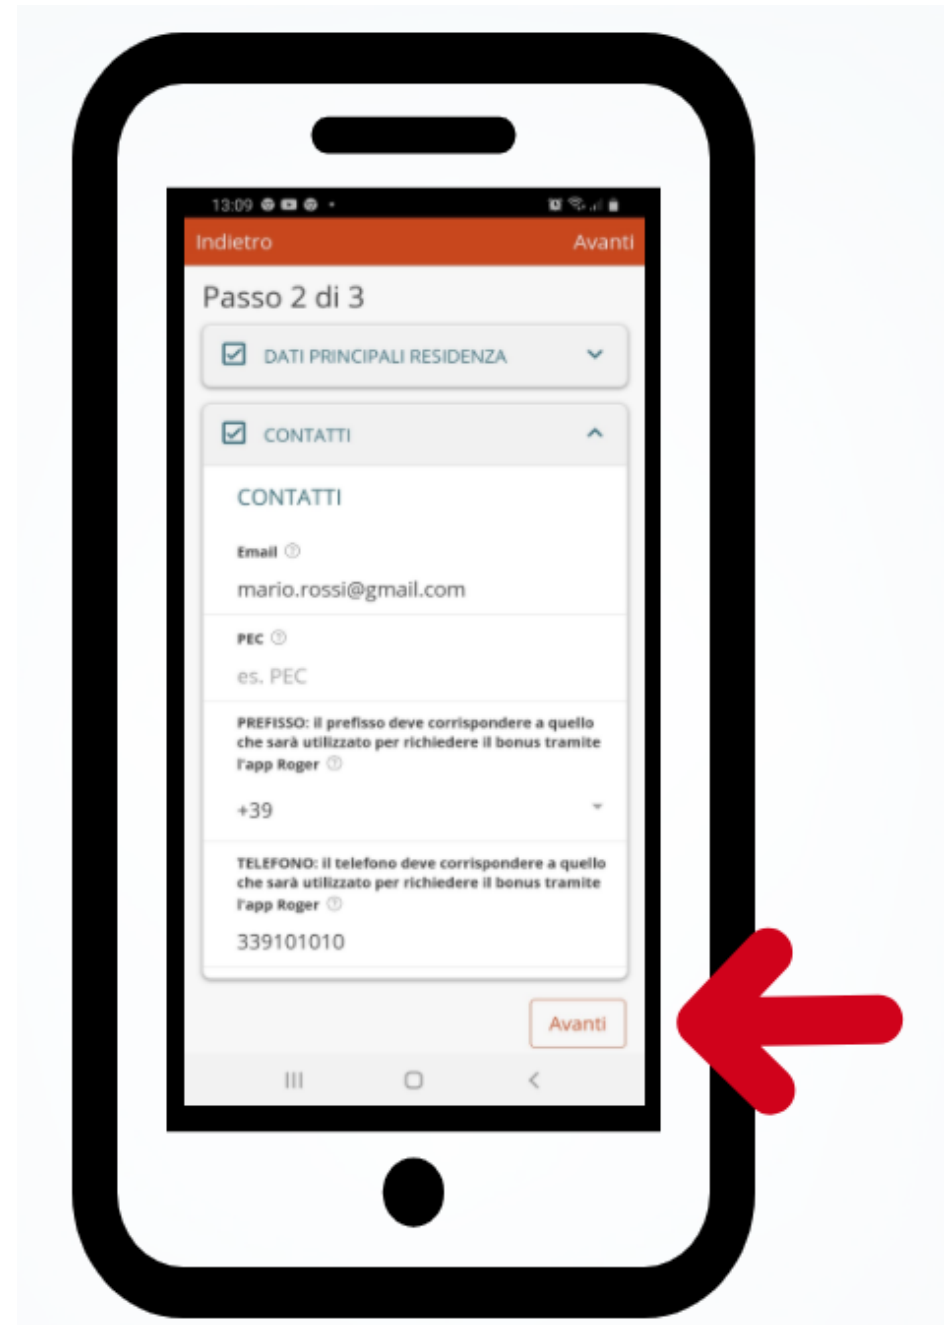 13:09
Indietro Avanti
Passo 2 di 3
DATI PRINCIPALI RESIDENZA
CONTATTI
CONTATTI
Email
mario.rossi@gmail.com
PEC
es. PEC
PREFISSO: il prefisso deve corrispondere a quello
che sarà utilizzato per richiedere il bonus tramite
l'app Roger
+39
TELEFONO: il telefono deve corrispondere a quello
che sarà utilizzato per richiedere il bonus tramite
l'app Roger
339101010
Avanti